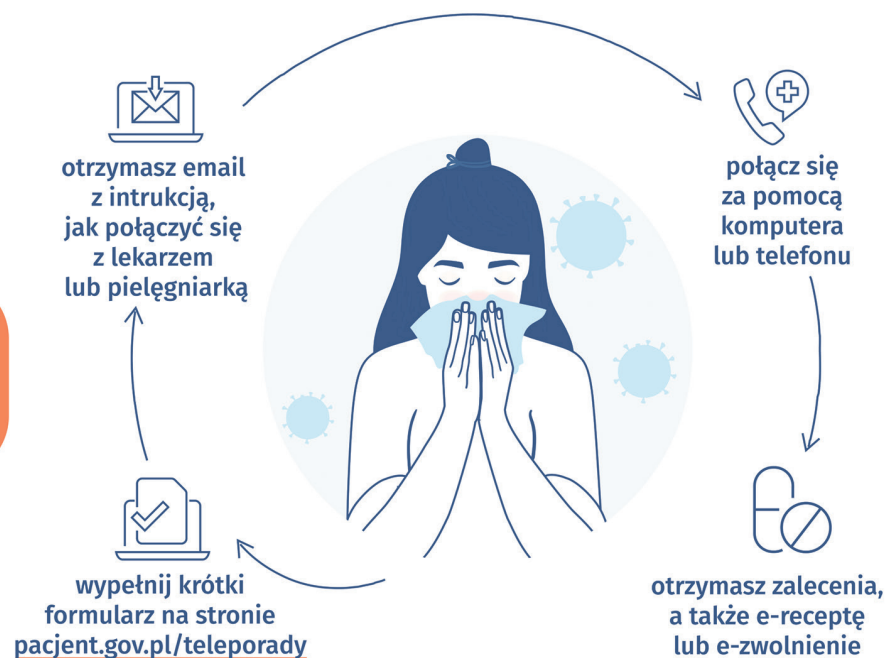 otrzymasz email
z intrukcją,
jak połączyć się
z lekarzem
lub pielęgniarką
połącz się
za pomocą
komputera
lub telefonu
wypełnij krótki
formularz na stronie
pacjent.gov.pl/teleporady
otrzymasz zalecenia,
a także e-receptę
lub e-zwolnienie